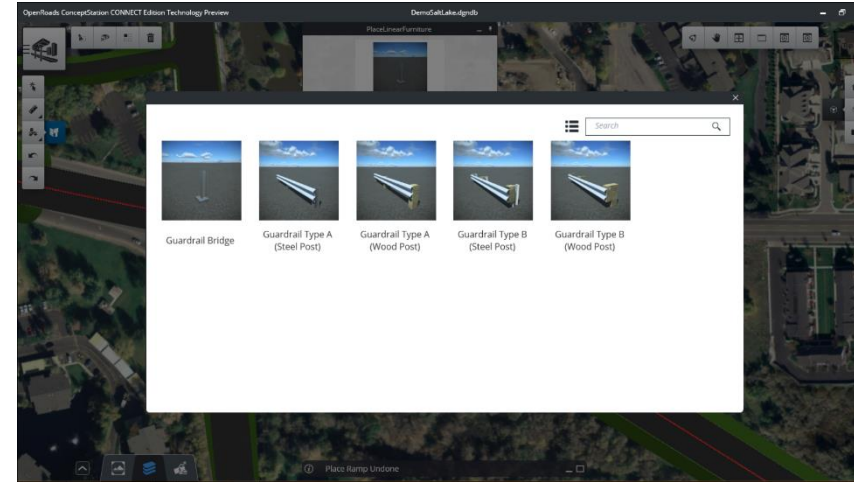 OpenRoads ConceptStation CONNECT Edition Technology Preview
DemoSaltLake.dgndb
PlaceLinearFurniture
Search
Guardrail Bridge
Guardrail Type A
(Steel Post)
Guardrail Type A
(Wood Post)
Guardrail Type B
(Steel Post)
Guardrail Type B
(Wood Post)
Place Ramp Undone